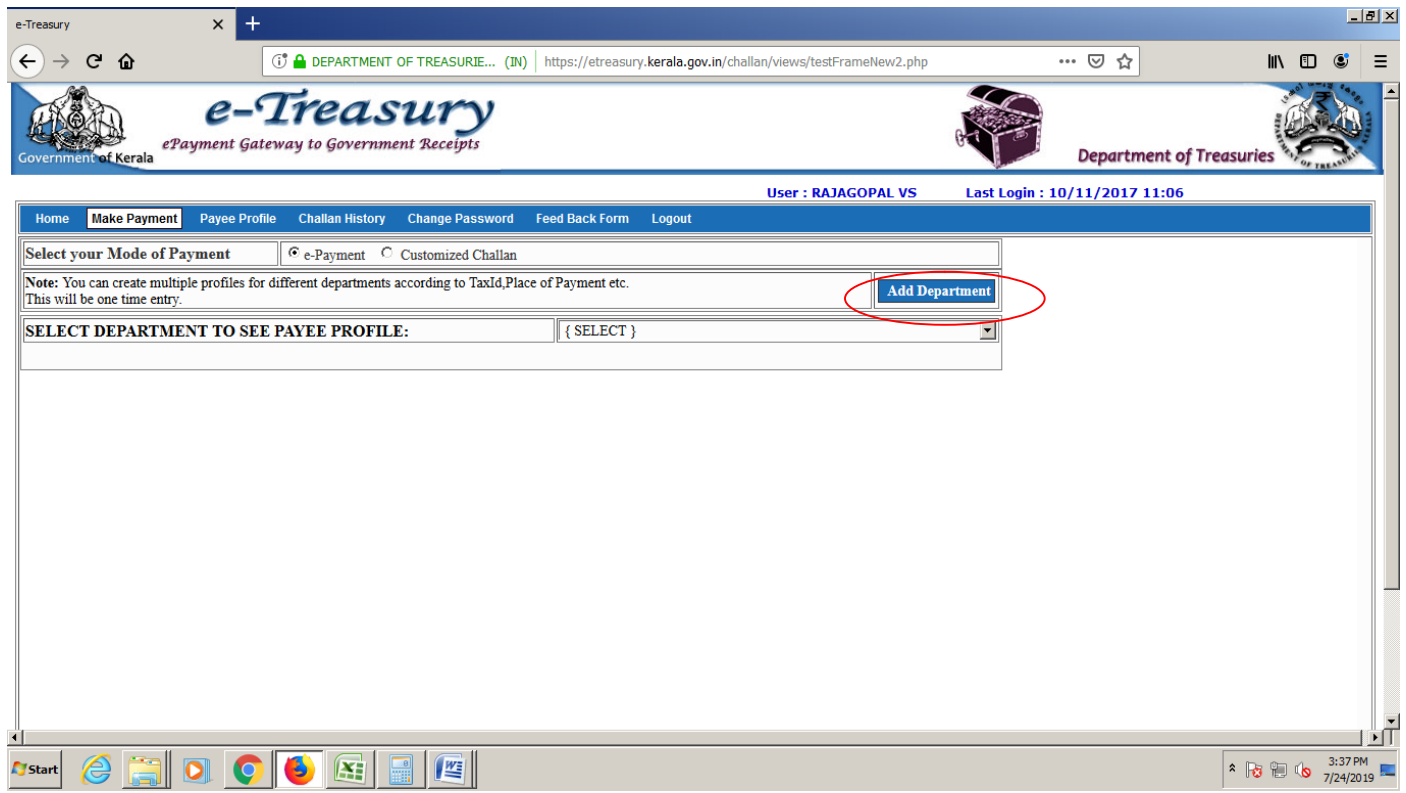 e-Treasury
DEPARTMENT OF TREASURIE... (IN) https://etreasury.kerala.gov.in/challan/views/testFrameNew2.php
e-Treasury
ePayment Gateway to Government Receipts
Government of Kerala
Department of Treasuries
User : RAJAGOPAL VS Last Login : 10/11/2017 11:06
Home Make Payment Payee Profile Challan History Change Password Feed Back Form Logout
Select your Mode of Payment e-Payment Customized Challan
Note: You can create multiple profiles for different departments according to TaxId,Place of Payment etc.
This will be one time entry.
Add Department
SELECT DEPARTMENT TO SEE PAYEE PROFILE: { SELECT }
Start
3:37 PM
7/24/2019